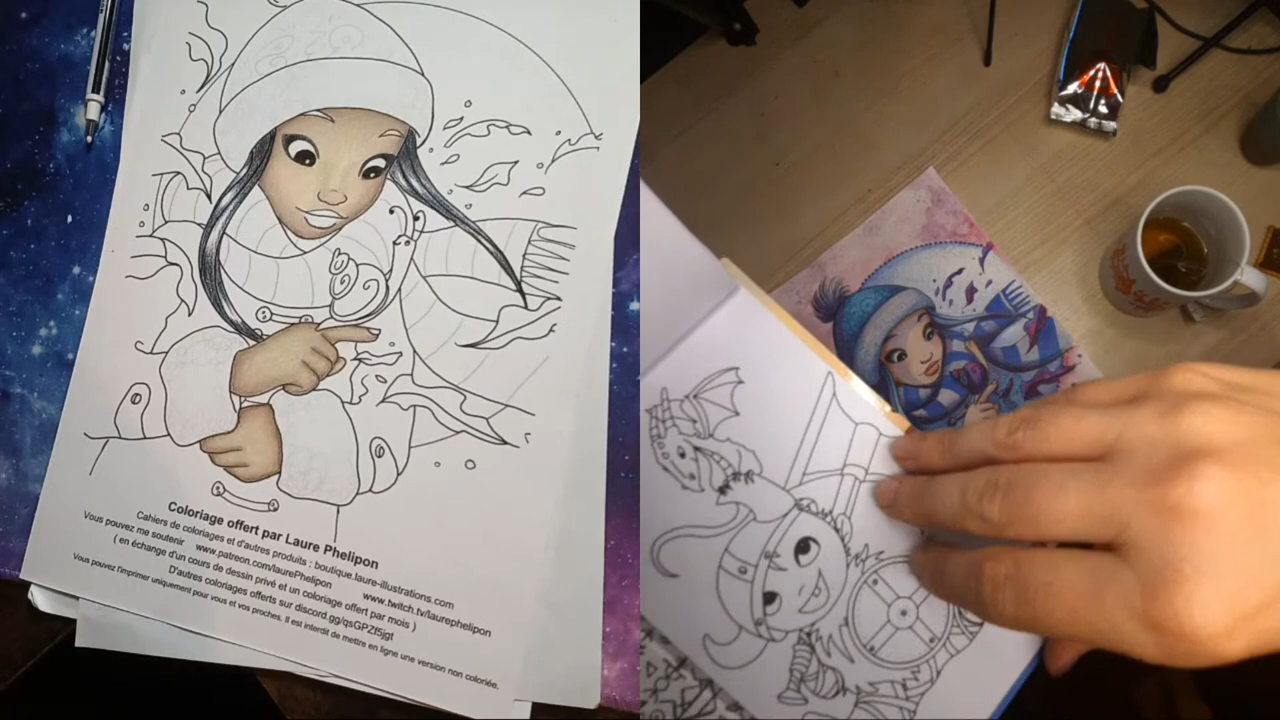 Coloriage offert par Laure Phelipon
Cahiers de coloriages et d'autres produits : boutique.laure-illustrations.com
Vous pouvez me soutenir www.patreon.com/laurePhelipon www.twitch.tv/laurephelipon
( en échange d'un cours de dessin privé et un coloriage offert par mois )
D'autres coloriages offerts sur discord.gg/qsGPZf5jgt
Vous pouvez l'imprimer uniquement pour vous et vos proches. Il est interdit de mettre en ligne une version non coloriée.